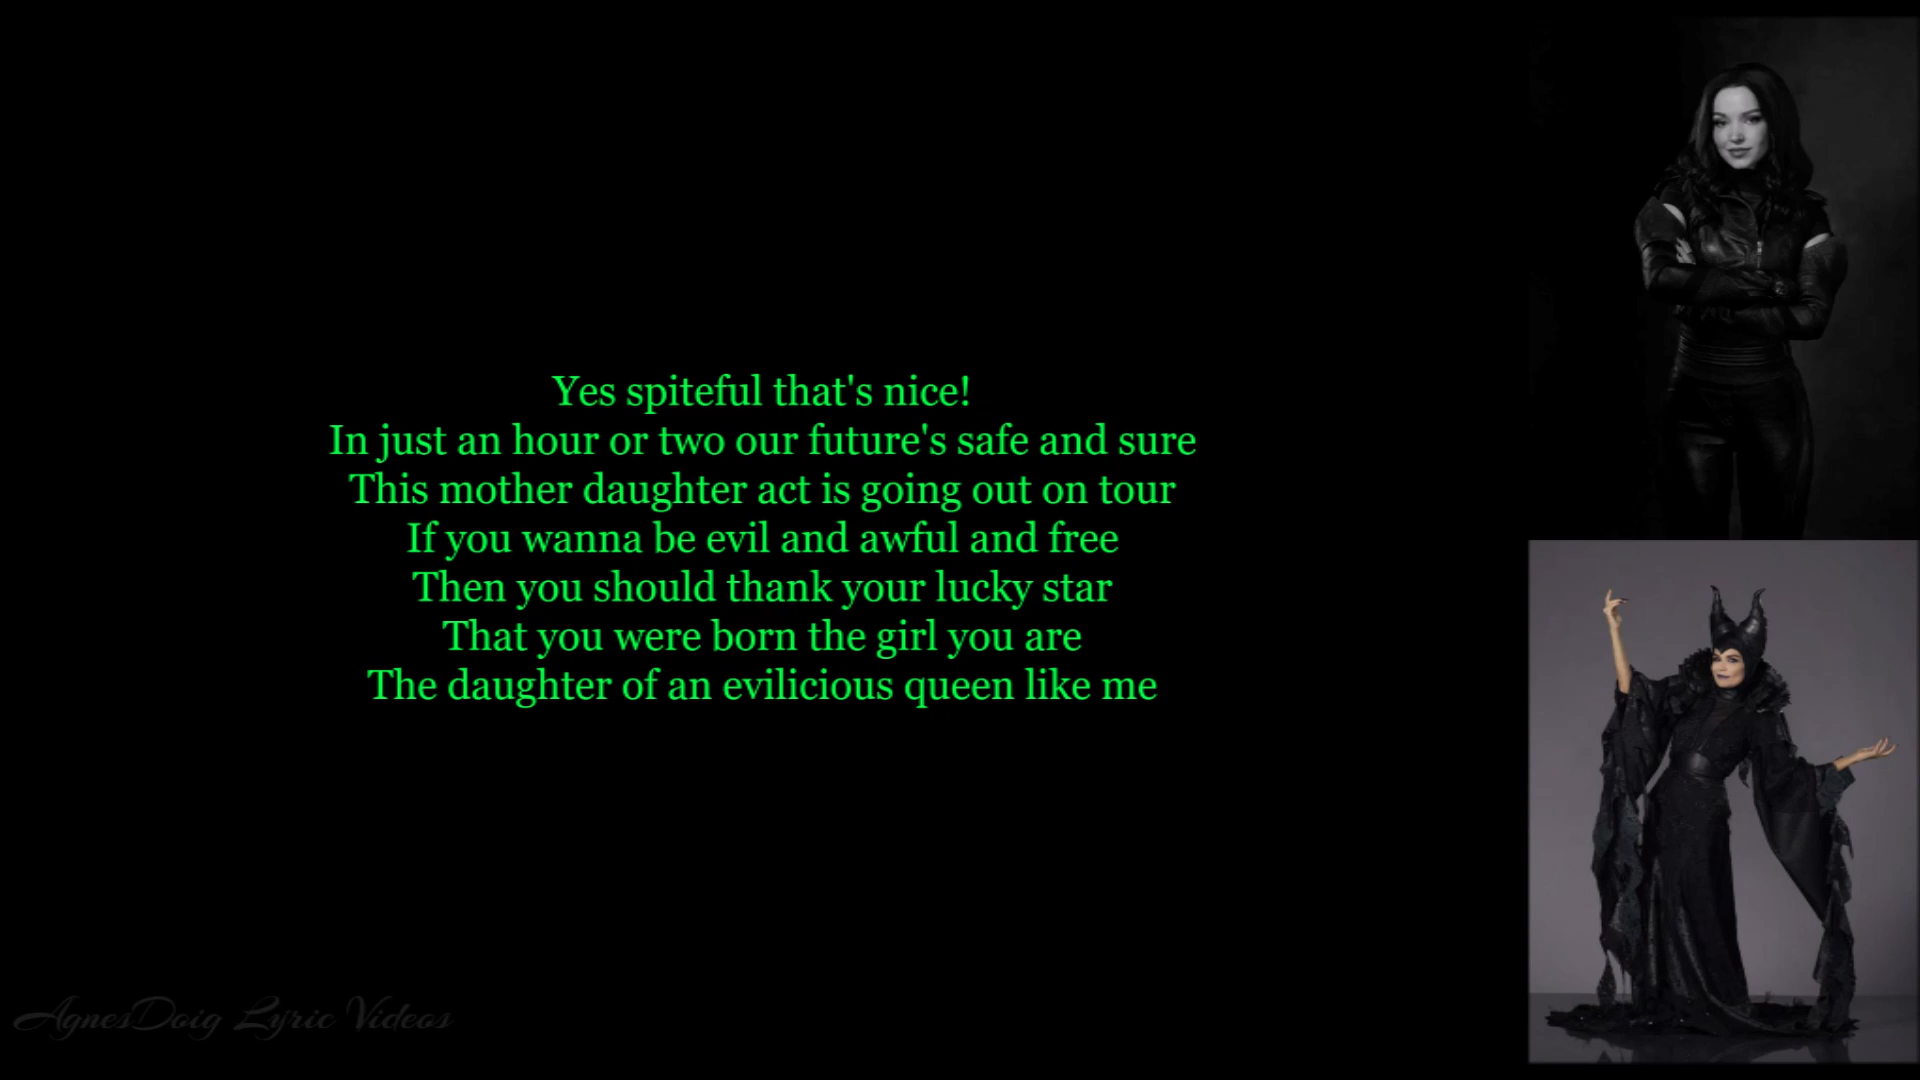 Yes spiteful that's nice!
In just an hour or two our future's safe and sure
This mother daughter act is going out on tour
If you wanna be evil and awful and free
Then you should thank your lucky star
That you were born the girl you are
The daughter of an evilicious queen like me
AgnesDoig Lyric Videos